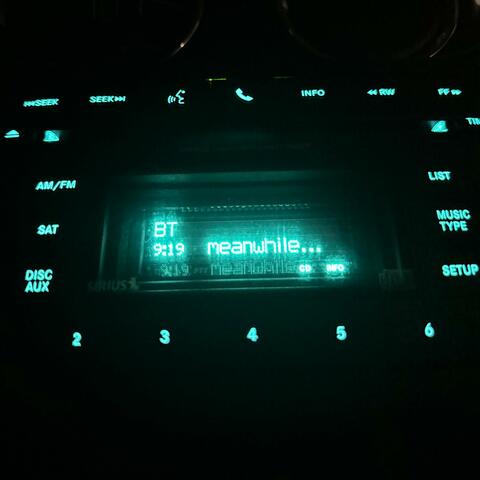 ⏮SEEK
SEEK⏭
INFO
◀◀ RW
FF ▶▶
AM/FM
LIST
SAT
MUSIC
TYPE
DISC
AUX
SETUP
BT
9:19 meanwhile...
CD INFO
SIRIUS
2 3 4 5 6